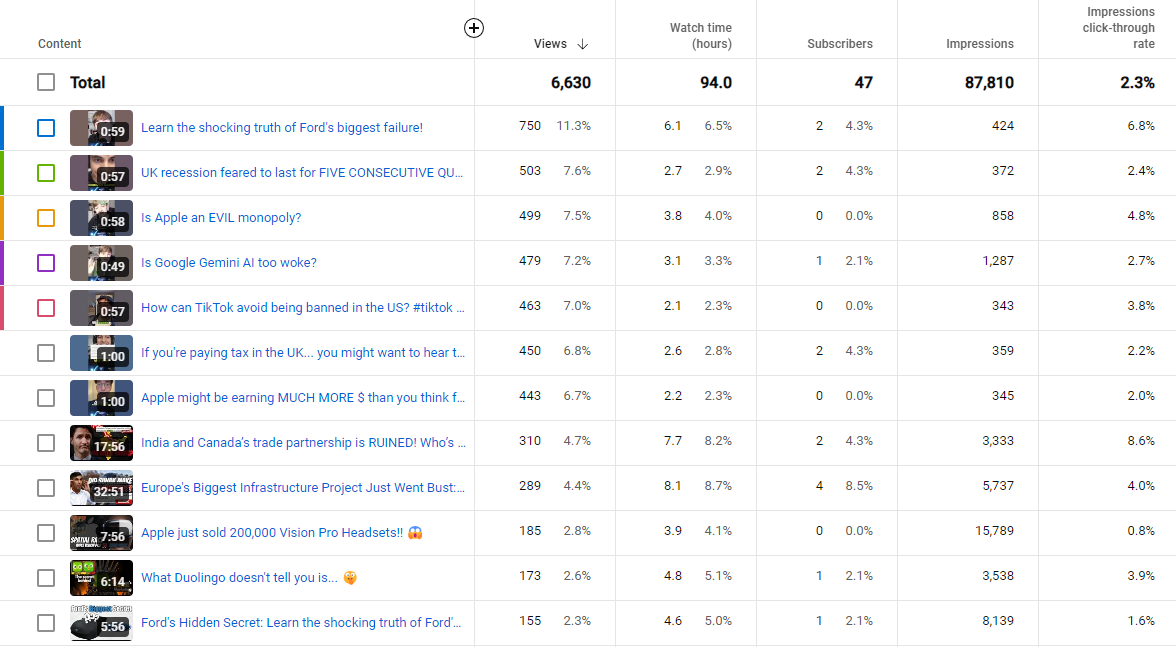 Impressions
Watch time
click-through
Content
Views
(hours)
Subscribers
Impressions
rate
Total 6,630 94.0 47 87,810 2.3%
0:59 Learn the shocking truth of Ford's biggest failure! 750 11.3% 6.1 6.5% 2 4.3% 424 6.8%
0:57 UK recession feared to last for FIVE CONSECUTIVE QU... 503 7.6% 2.7 2.9% 2 4.3% 372 2.4%
0:58 Is Apple an EVIL monopoly? 499 7.5% 3.8 4.0% 0 0.0% 858 4.8%
0:49 Is Google Gemini AI too woke? 479 7.2% 3.1 3.3% 1 2.1% 1,287 2.7%
0:57 How can TikTok avoid being banned in the US? #tiktok ... 463 7.0% 2.1 2.3% 0 0.0% 343 3.8%
1:00 If you're paying tax in the UK... you might want to hear t... 450 6.8% 2.6 2.8% 2 4.3% 359 2.2%
1:00 Apple might be earning MUCH MORE $ than you think f... 443 6.7% 2.2 2.3% 0 0.0% 345 2.0%
17:56 India and Canada's trade partnership is RUINED! Who's ... 310 4.7% 7.7 8.2% 2 4.3% 3,333 8.6%
32:51 Europe's Biggest Infrastructure Project Just Went Bust:... 289 4.4% 8.1 8.7% 4 8.5% 5,737 4.0%
7:56 Apple just sold 200,000 Vision Pro Headsets!! 😱 185 2.8% 3.9 4.1% 0 0.0% 15,789 0.8%
6:14 What Duolingo doesn't tell you is... 🫣 173 2.6% 4.8 5.1% 1 2.1% 3,538 3.9%
5:56 Ford's Hidden Secret: Learn the shocking truth of Ford'... 155 2.3% 4.6 5.0% 1 2.1% 8,139 1.6%